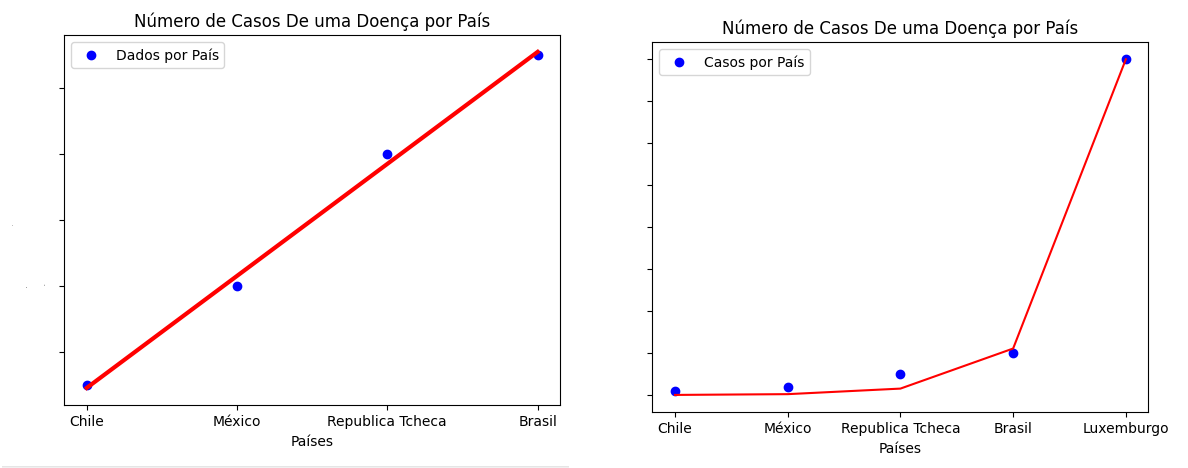 Número de Casos De uma Doença por País
Dados por País
Chile México Republica Tcheca Brasil
Países
Número de Casos De uma Doença por País
Casos por País
Chile México Republica Tcheca Brasil Luxemburgo
Países